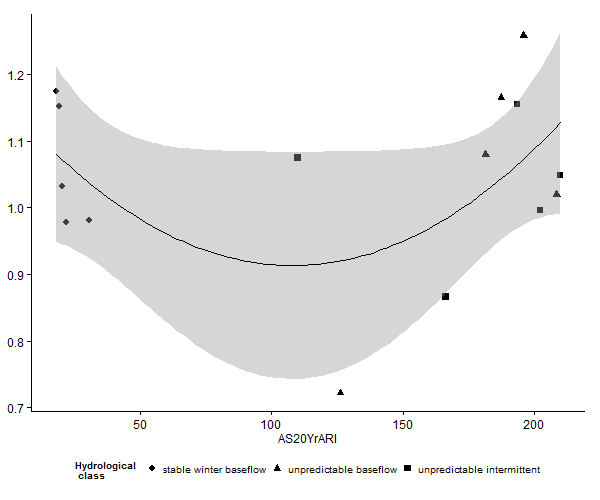 1.2
1.1
1.0
0.9
0.8
0.7
50 100 150 200
AS20YrARI
Hydrological
class
stable winter baseflow unpredictable baseflow unpredictable intermittent